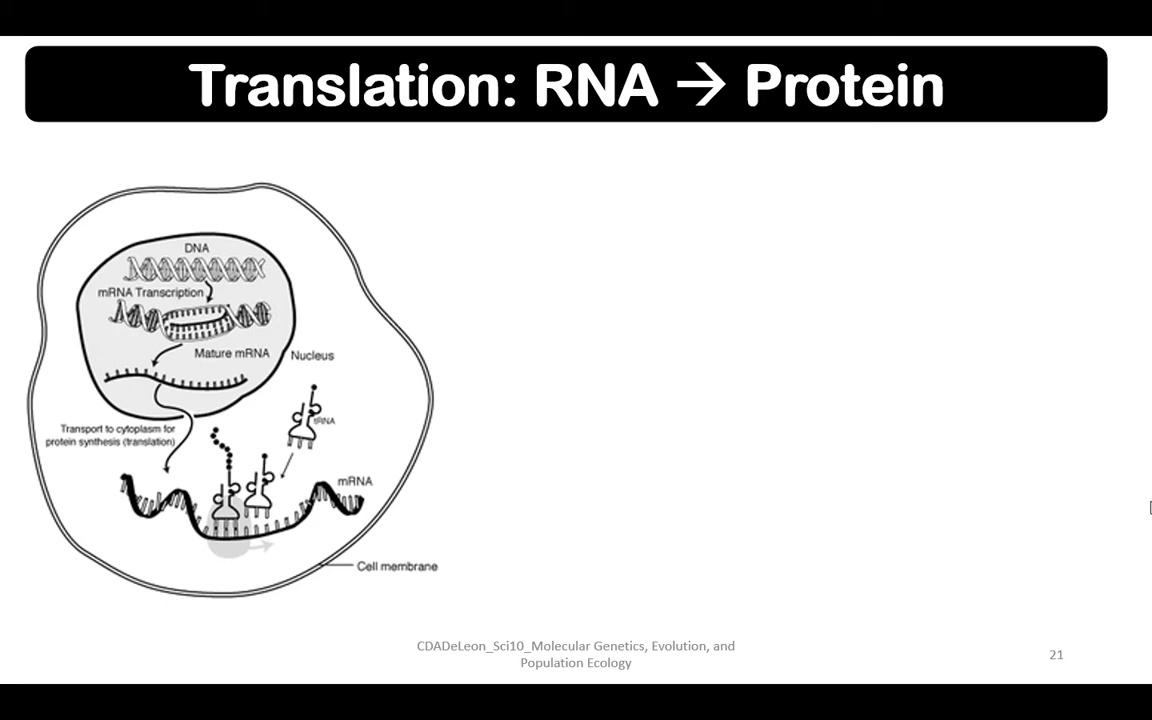 Translation: RNA → Protein
DNA
mRNA Transcription
Mature mRNA
Nucleus
tRNA
Transport to cytoplasm for
protein synthesis (translation)
mRNA
Cell membrane
CDADeLeon_Sci10_Molecular Genetics, Evolution, and
Population Ecology
21